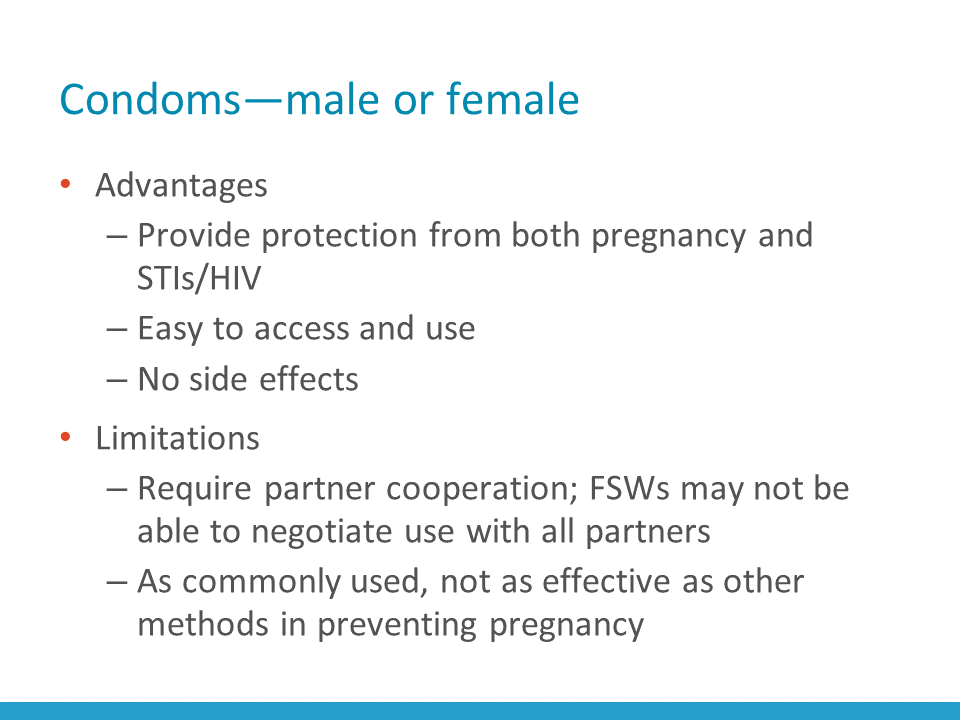 Condoms—male or female
• Advantages
– Provide protection from both pregnancy and
STIs/HIV
– Easy to access and use
– No side effects
• Limitations
– Require partner cooperation; FSWs may not be
able to negotiate use with all partners
– As commonly used, not as effective as other
methods in preventing pregnancy